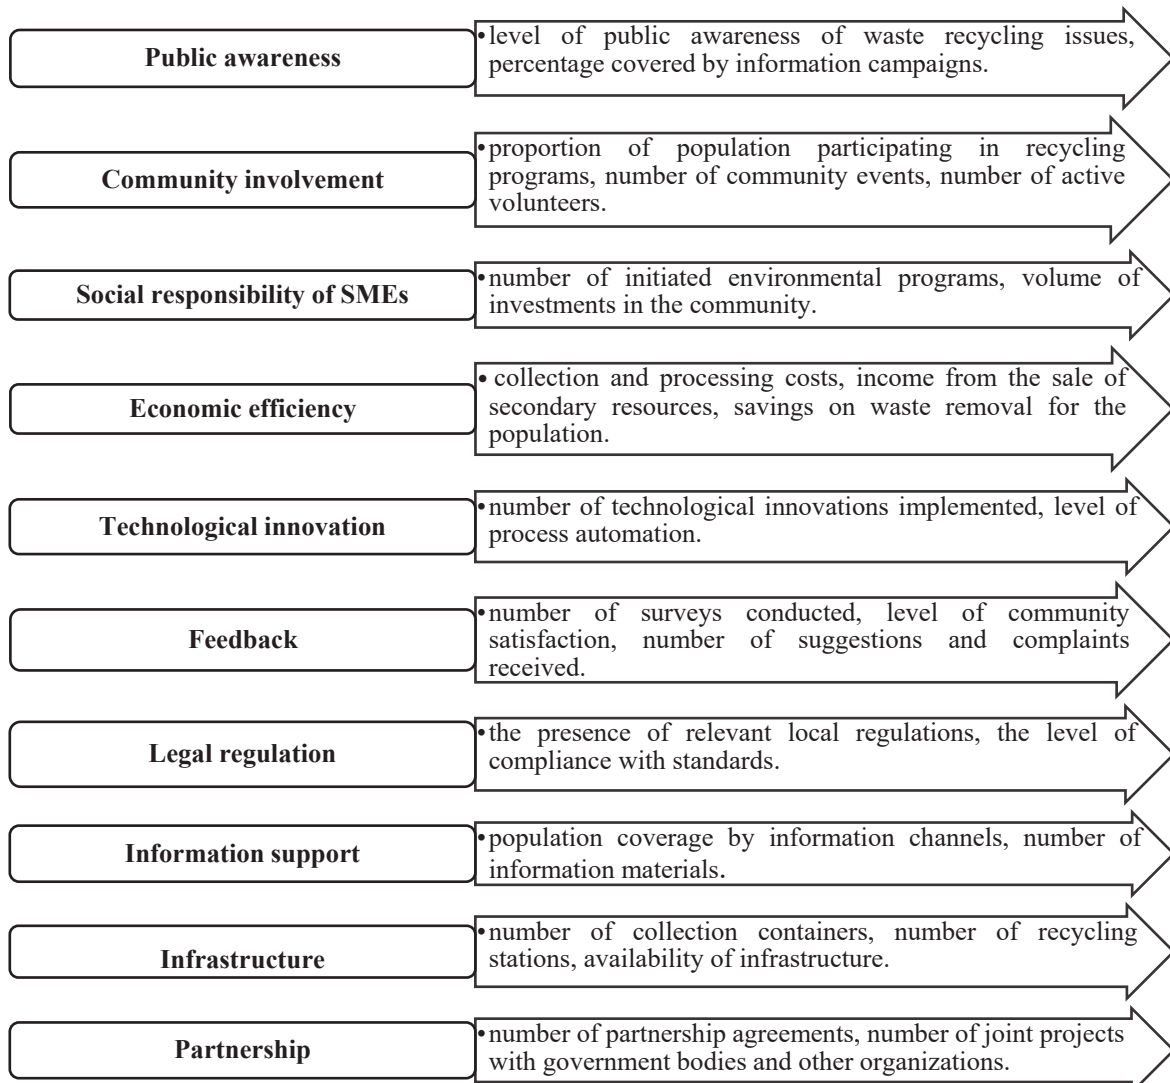 Public awareness
•level of public awareness of waste recycling issues,
percentage covered by information campaigns.
Community involvement
•proportion of population participating in recycling
programs, number of community events, number of active
volunteers.
Social responsibility of SMEs
•number of initiated environmental programs, volume of
investments in the community.
Economic efficiency
• collection and processing costs, income from the sale of
secondary resources, savings on waste removal for the
population.
Technological innovation
•number of technological innovations implemented, level of
process automation.
Feedback
•number of surveys conducted, level of community
satisfaction, number of suggestions and complaints
received.
Legal regulation
•the presence of relevant local regulations, the level of
compliance with standards.
Information support
•population coverage by information channels, number of
information materials.
Infrastructure
•number of collection containers, number of recycling
stations, availability of infrastructure.
Partnership
•number of partnership agreements, number of joint projects
with government bodies and other organizations.